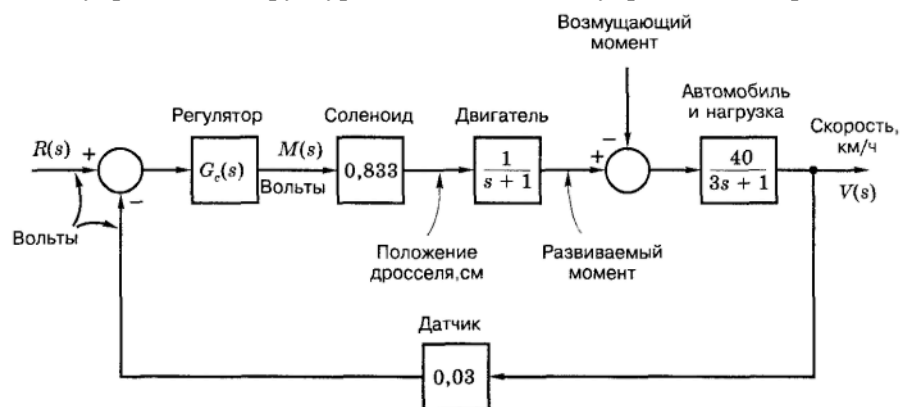 Возмущающий
момент
Регулятор
Соленоид
Двигатель
Автомобиль
и нагрузка
Скорость,
км/ч
R(s)
+
G_c(s)
M(s)
Вольты
0,833
1
s + 1
+
−
40
3s + 1
V(s)
−
Вольты
Положение
дросселя,см
Развиваемый
момент
Датчик
0,03